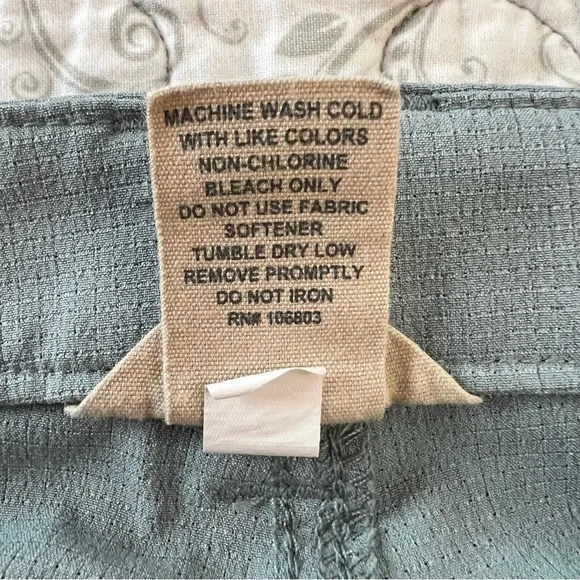 MACHINE WASH COLD
WITH LIKE COLORS
NON-CHLORINE
BLEACH ONLY
DO NOT USE FABRIC
SOFTENER
TUMBLE DRY LOW
REMOVE PROMPTLY
DO NOT IRON
RN# 106803